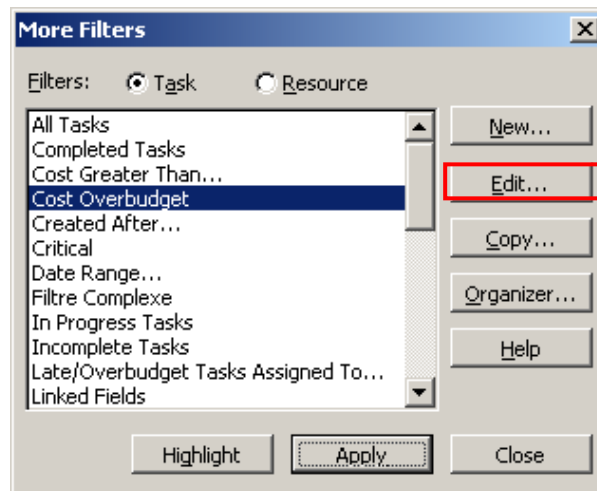 More Filters
Filters: Task Resource
All Tasks
Completed Tasks
Cost Greater Than...
Cost Overbudget
Created After...
Critical
Date Range...
Filtre Complexe
In Progress Tasks
Incomplete Tasks
Late/Overbudget Tasks Assigned To...
Linked Fields
New...
Edit...
Copy...
Organizer...
Help
Highlight Apply Close